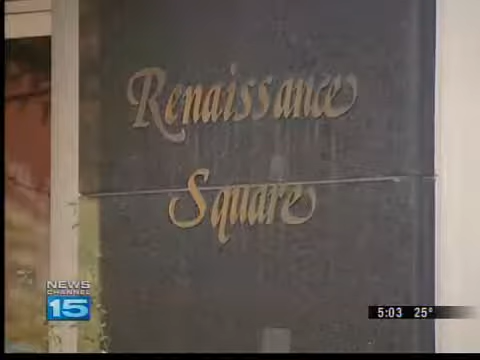 Renaissance
Square
NEWS
CHANNEL
15
5:03 25°